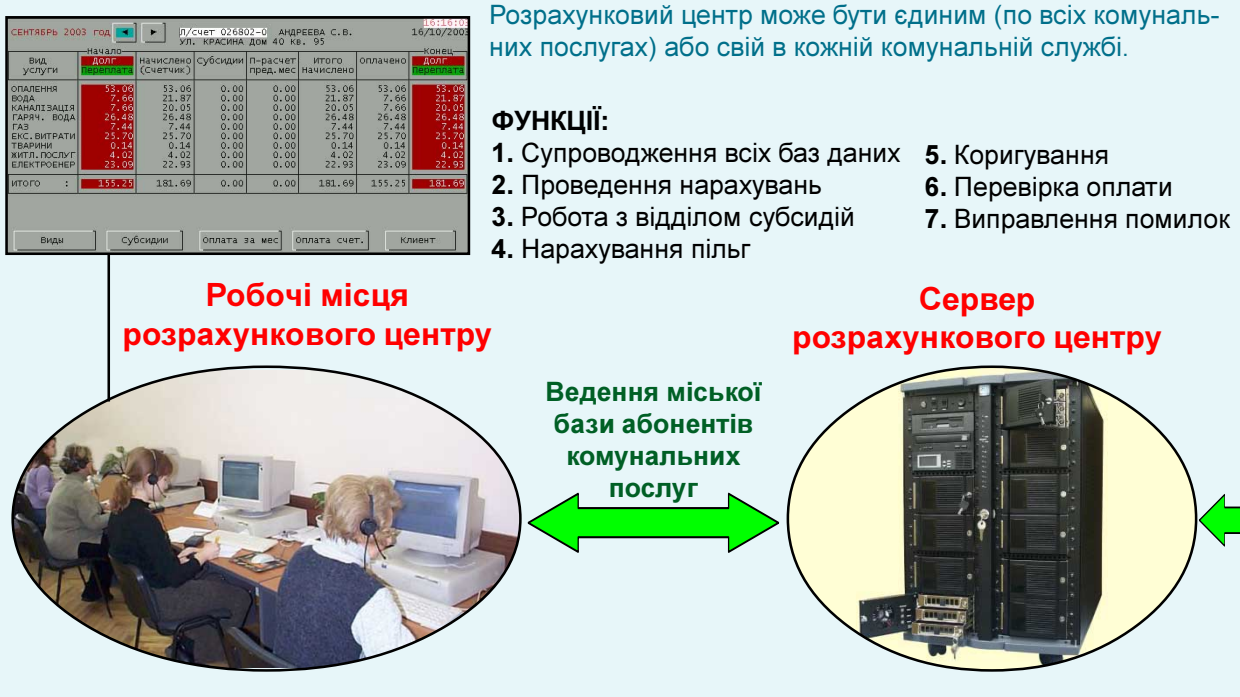 Розрахунковий центр може бути єдиним (по всіх комуналь-
них послугах) або свій в кожній комунальній службі.
СЕНТЯБРЬ 2003 год ◄ ► Л/счет 026802-0 АНДРЕЕВА С.В. 16:16:03
УЛ. КРАСИНА ДОМ 40 КВ. 95 16/10/2003
Вид услуги | Начало Долг Переплата | Начислено (Счетчик) | Субсидии | П-расчет пред.мес | Итого Начислено | Оплачено | Конец Долг Переплата
ОПАЛЕННЯ 53.06 53.06 0.00 0.00 53.06 53.06 53.06
ВОДА 7.66 21.87 0.00 0.00 21.87 7.66 21.87
КАНАЛІЗАЦІЯ 7.66 20.05 0.00 0.00 20.05 7.66 20.05
ГАРЯЧ. ВОДА 26.48 26.48 0.00 0.00 26.48 26.48 26.48
ГАЗ 7.44 7.44 0.00 0.00 7.44 7.44 7.44
ЕКС.ВИТРАТИ 25.70 25.70 0.00 0.00 25.70 25.70 25.70
ТВАРИНИ 0.14 0.14 0.00 0.00 0.14 0.14 0.14
ЖИТЛ.ПОСЛУГ 4.02 4.02 0.00 0.00 4.02 4.02 4.02
ЕЛЕКТРОЕНЕР 23.09 22.93 0.00 0.00 22.93 23.09 22.93
ИТОГО : 155.25 181.69 0.00 0.00 181.69 155.25 181.69
Виды Субсидии Оплата за мес Оплата счет. Клиент
ФУНКЦІЇ:
1. Супроводження всіх баз даних
2. Проведення нарахувань
3. Робота з відділом субсидій
4. Нарахування пільг
5. Коригування
6. Перевірка оплати
7. Виправлення помилок
Робочі місця
розрахункового центру
Ведення міської
бази абонентів
комунальних
послуг
Сервер
розрахункового центру